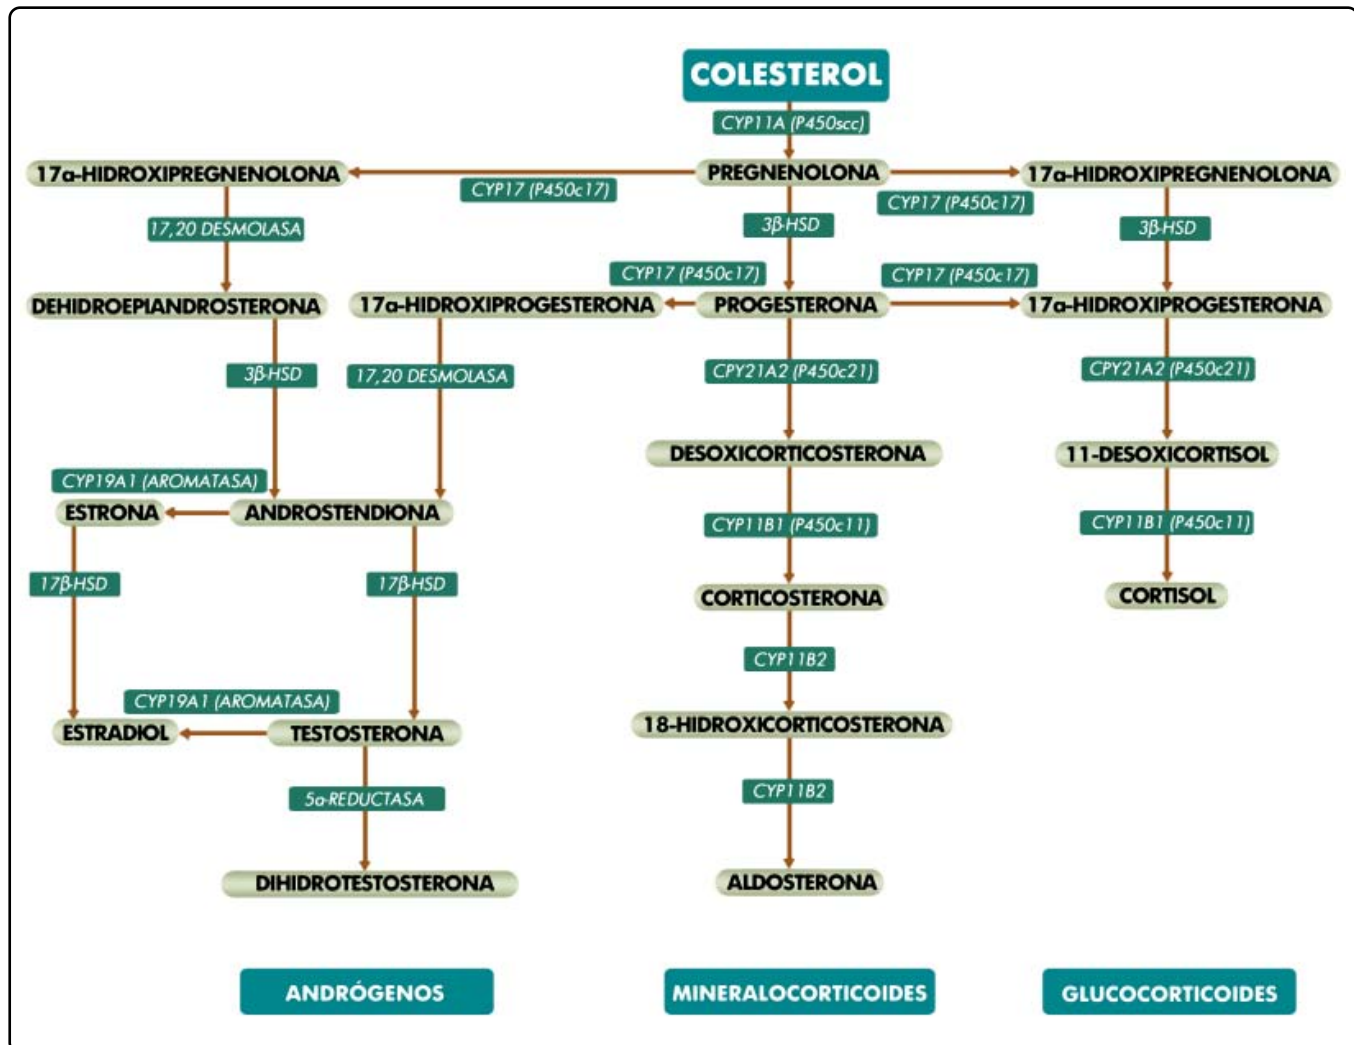 COLESTEROL
CYP11A (P450scc)
17α-HIDROXIPREGNENOLONA
PREGNENOLONA
17α-HIDROXIPREGNENOLONA
CYP17 (P450c17)
CYP17 (P450c17)
17,20 DESMOLASA
3β-HSD
3β-HSD
CYP17 (P450c17)
CYP17 (P450c17)
DEHIDROEPIANDROSTERONA
17α-HIDROXIPROGESTERONA
PROGESTERONA
17α-HIDROXIPROGESTERONA
3β-HSD
17,20 DESMOLASA
CPY21A2 (P450c21)
CPY21A2 (P450c21)
DESOXICORTICOSTERONA
11-DESOXICORTISOL
CYP19A1 (AROMATASA)
ESTRONA
ANDROSTENDIONA
CYP11B1 (P450c11)
CYP11B1 (P450c11)
17β-HSD
17β-HSD
CORTICOSTERONA
CORTISOL
CYP11B2
CYP19A1 (AROMATASA)
ESTRADIOL
TESTOSTERONA
18-HIDROXICORTICOSTERONA
5α-REDUCTASA
CYP11B2
DIHIDROTESTOSTERONA
ALDOSTERONA
ANDRÓGENOS
MINERALOCORTICOIDES
GLUCOCORTICOIDES